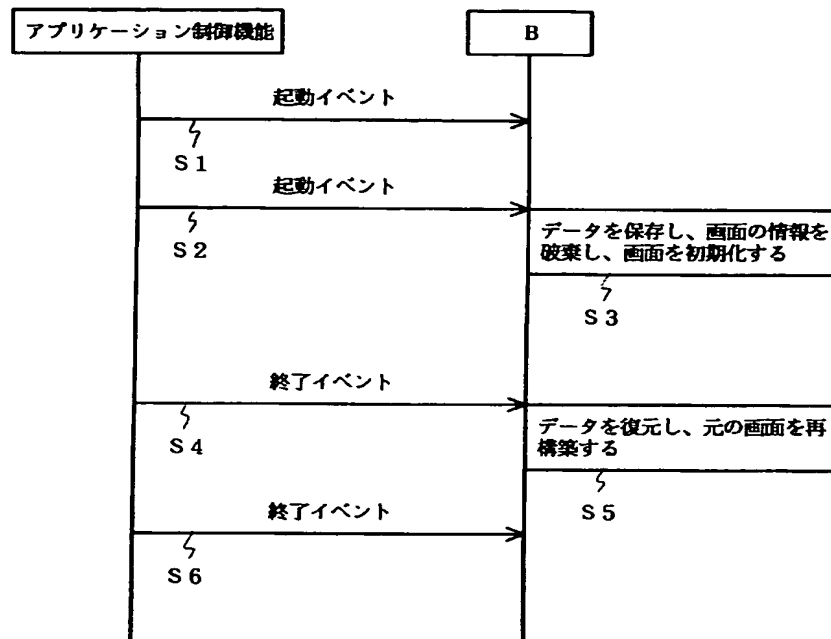 アプリケーション制御機能
B
起動イベント
S1
起動イベント
S2
データを保存し、画面の情報を
破棄し、画面を初期化する
S3
終了イベント
S4
データを復元し、元の画面を再
構築する
S5
終了イベント
S6